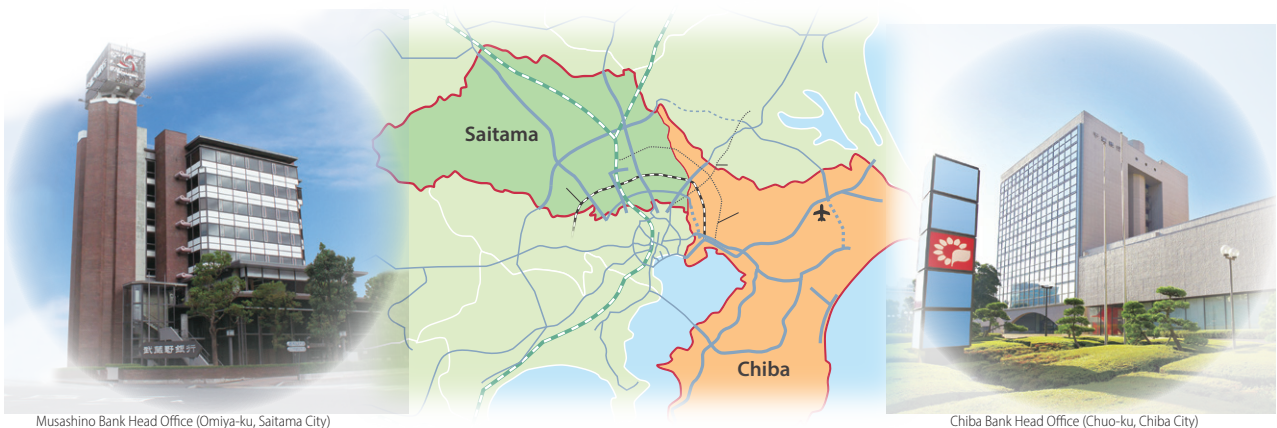 Saitama
Chiba
武蔵野銀行
Musashino Bank Head Office (Omiya-ku, Saitama City)
Chiba Bank Head Office (Chuo-ku, Chiba City)